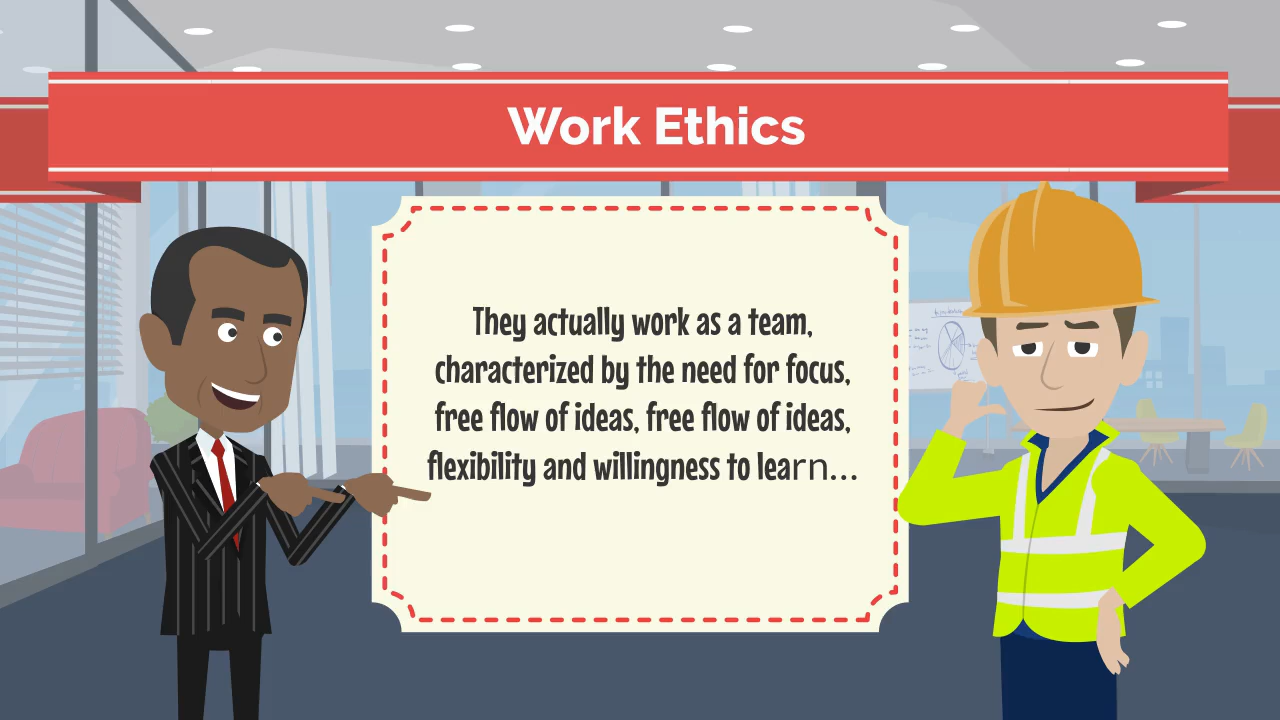 Work Ethics
They actually work as a team,
characterized by the need for focus,
free flow of ideas, free flow of ideas,
flexibility and willingness to learn...